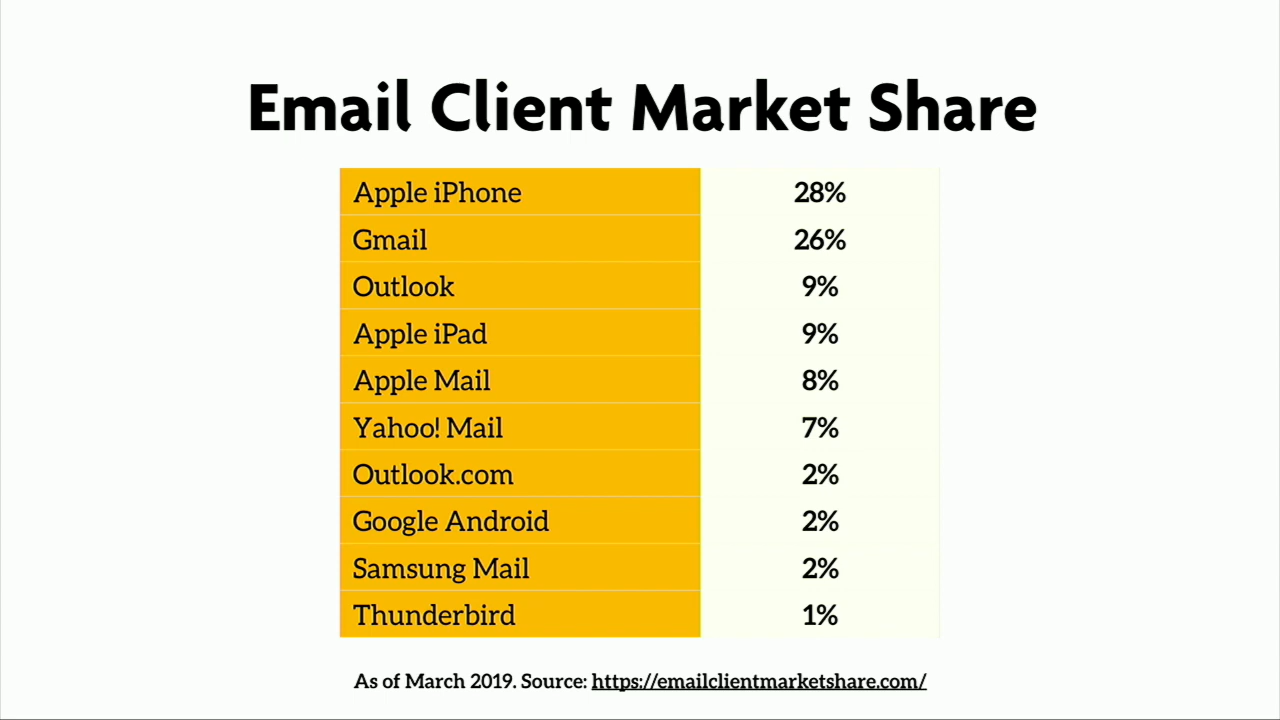 Email Client Market Share
Apple iPhone 28%
Gmail 26%
Outlook 9%
Apple iPad 9%
Apple Mail 8%
Yahoo! Mail 7%
Outlook.com 2%
Google Android 2%
Samsung Mail 2%
Thunderbird 1%
As of March 2019. Source: https://emailclientmarketshare.com/